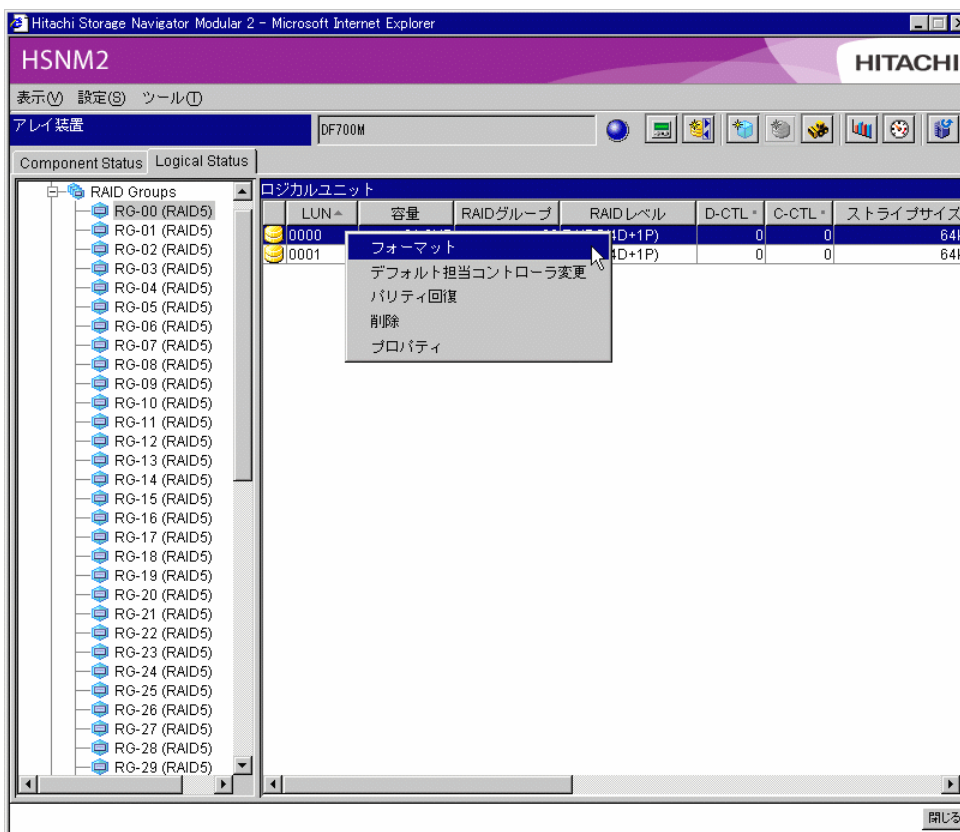 Hitachi Storage Navigator Modular 2 - Microsoft Internet Explorer
HSNM2
HITACHI
表示(V) 設定(S) ツール(T)
アレイ装置
DF700M
Component Status Logical Status
RAID Groups
RG-00 (RAID5)
RG-01 (RAID5)
RG-02 (RAID5)
RG-03 (RAID5)
RG-04 (RAID5)
RG-05 (RAID5)
RG-06 (RAID5)
RG-07 (RAID5)
RG-08 (RAID5)
RG-09 (RAID5)
RG-10 (RAID5)
RG-11 (RAID5)
RG-12 (RAID5)
RG-13 (RAID5)
RG-14 (RAID5)
RG-15 (RAID5)
RG-16 (RAID5)
RG-17 (RAID5)
RG-18 (RAID5)
RG-19 (RAID5)
RG-20 (RAID5)
RG-21 (RAID5)
RG-22 (RAID5)
RG-23 (RAID5)
RG-24 (RAID5)
RG-25 (RAID5)
RG-26 (RAID5)
RG-27 (RAID5)
RG-28 (RAID5)
RG-29 (RAID5)
ロジカルユニット
LUN 容量 RAIDグループ RAIDレベル D-CTL C-CTL ストライプサイズ
0000 4D+1P) 0 0 64
0001 4D+1P) 0 0 64
フォーマット
デフォルト担当コントローラ変更
パリティ回復
削除
プロパティ
閉じる